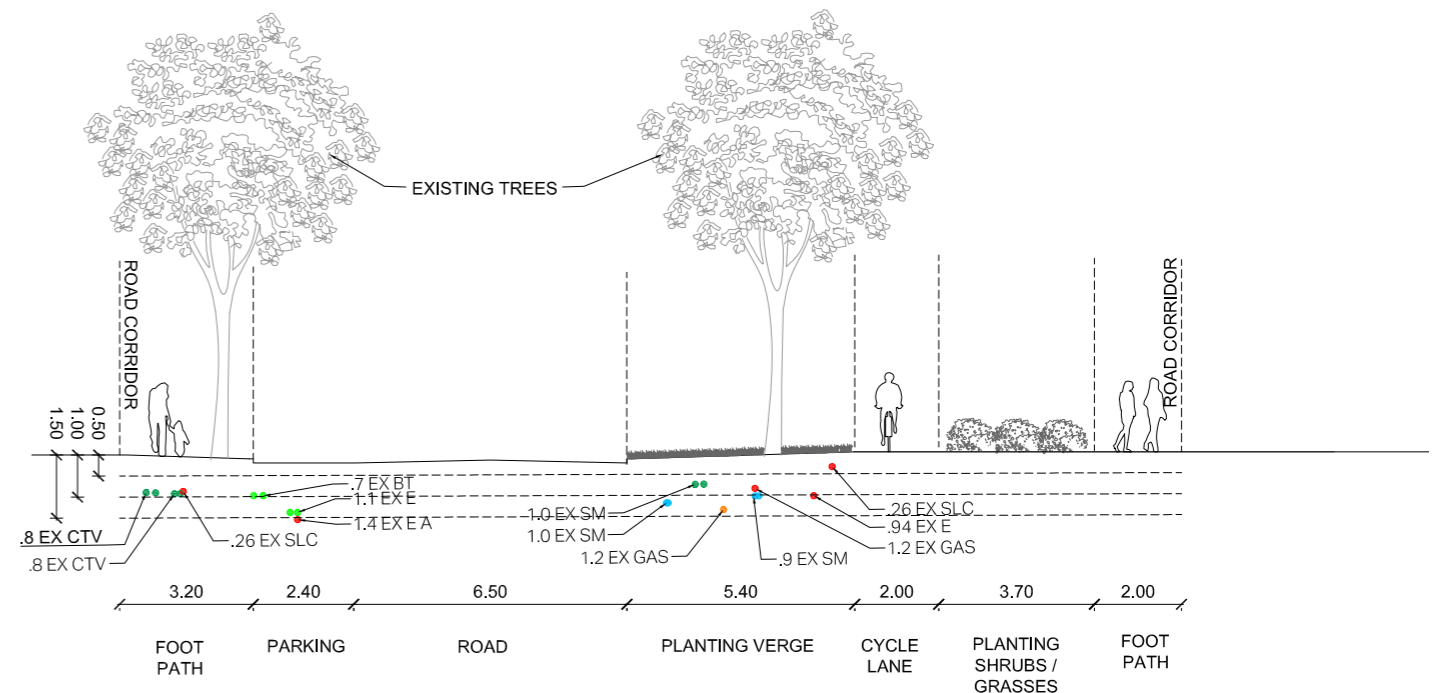 EXISTING TREES
ROAD CORRIDOR
ROAD CORRIDOR
0.50
1.00
1.50
.7 EX BT
1.1 EX E
1.4 EX E A
.8 EX CTV
.8 EX CTV
.26 EX SLC
1.0 EX SM
1.0 EX SM
1.2 EX GAS
.9 EX SM
.26 EX SLC
.94 EX E
1.2 EX GAS
3.20 2.40 6.50 5.40 2.00 3.70 2.00
FOOT
PATH
PARKING
ROAD
PLANTING VERGE
CYCLE
LANE
PLANTING
SHRUBS /
GRASSES
FOOT
PATH